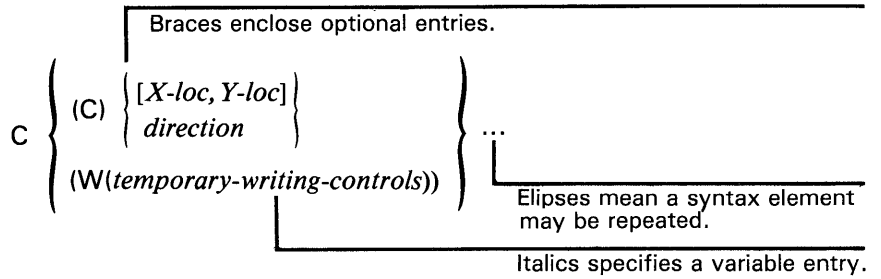 Braces enclose optional entries.
C { (C) { [X-loc, Y-loc]
direction }
(W(temporary-writing-controls)) } ...
Elipses mean a syntax element
may be repeated.
Italics specifies a variable entry.